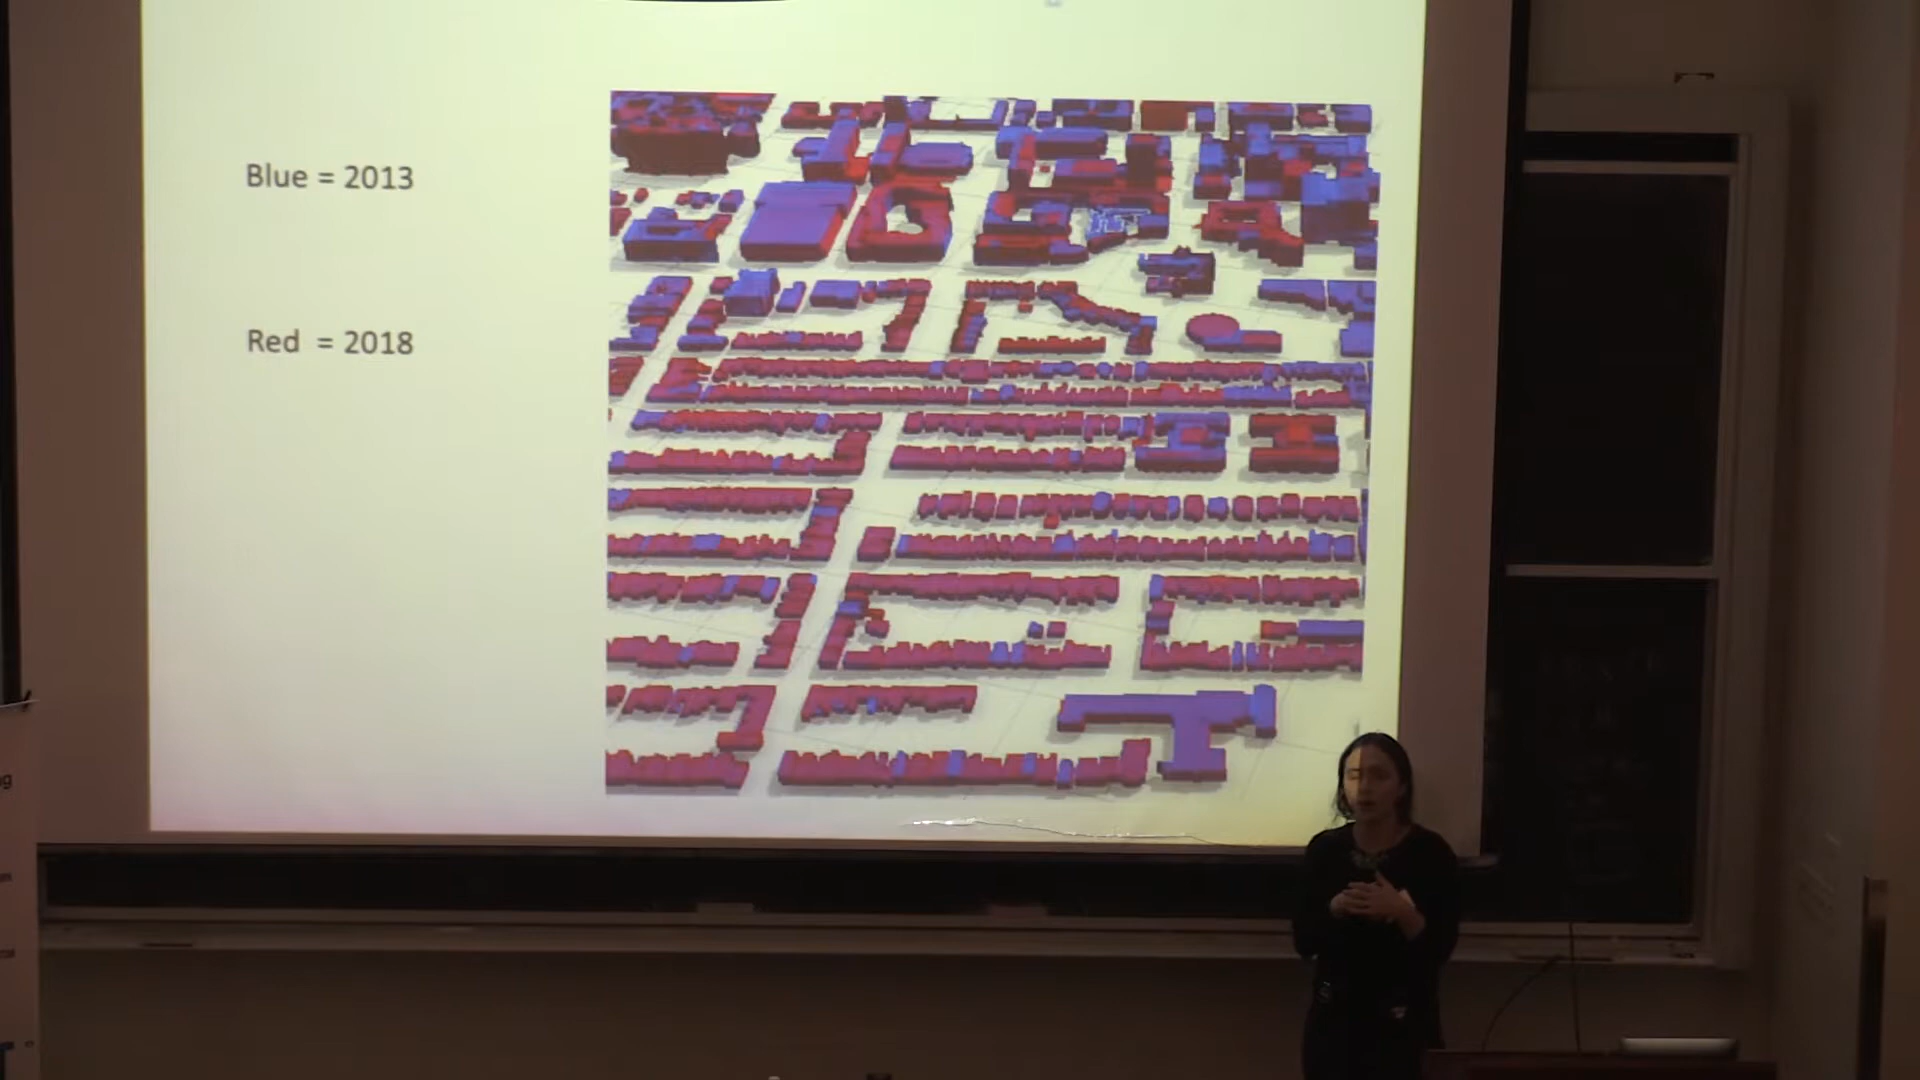 Blue = 2013
Red = 2018